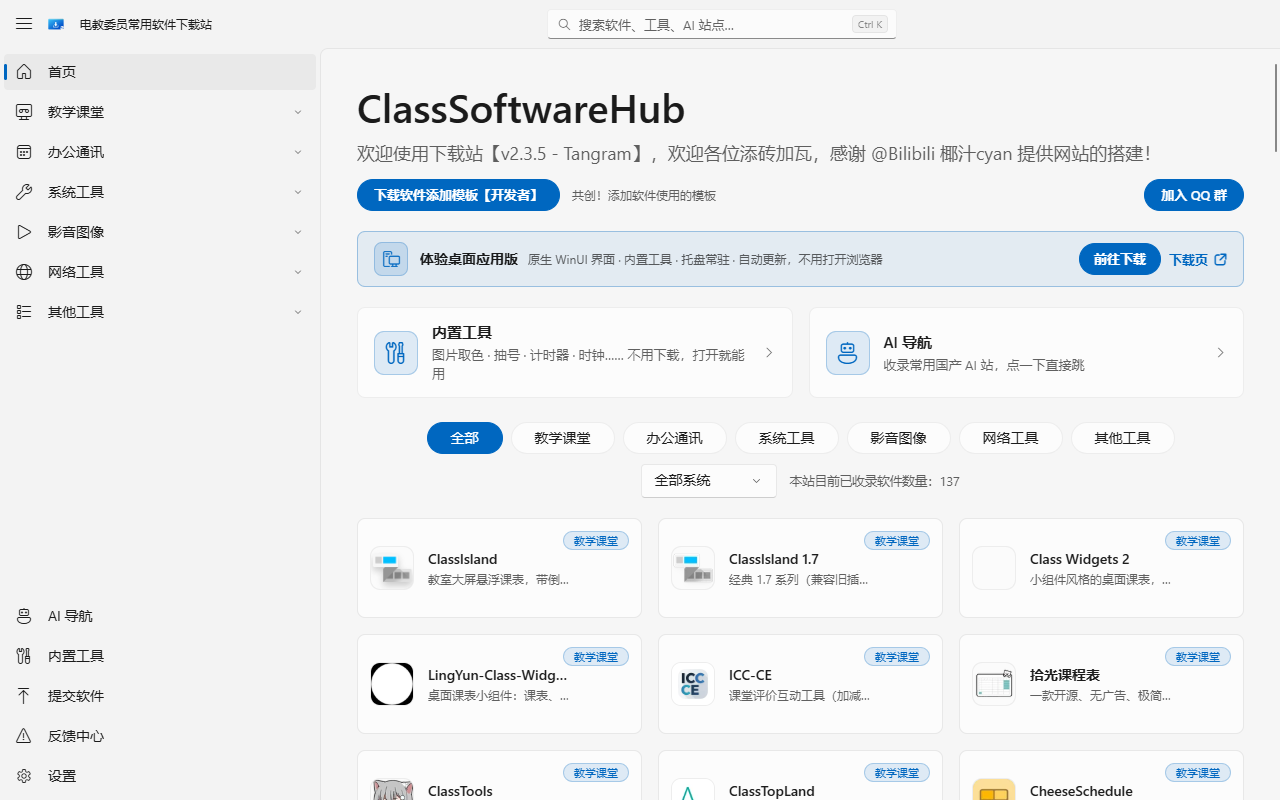 电教委员常用软件下载站
搜索软件、工具、AI 站点...
Ctrl K
首页
教学课堂
办公通讯
系统工具
影音图像
网络工具
其他工具
AI 导航
内置工具
提交软件
反馈中心
设置
ClassSoftwareHub
欢迎使用下载站【v2.3.5 - Tangram】，欢迎各位添砖加瓦，感谢 @Bilibili 椰汁cyan 提供网站的搭建！
下载软件添加模板【开发者】
共创！添加软件使用的模板
加入 QQ 群
体验桌面应用版
原生 WinUI 界面 · 内置工具 · 托盘常驻 · 自动更新，不用打开浏览器
前往下载
下载页
内置工具
图片取色 · 抽号 · 计时器 · 时钟…… 不用下载，打开就能
用
AI 导航
收录常用国产 AI 站，点一下直接跳
全部
教学课堂
办公通讯
系统工具
影音图像
网络工具
其他工具
全部系统
本站目前已收录软件数量：137
教学课堂
ClassIsland
教室大屏悬浮课表，带倒...
教学课堂
ClassIsland 1.7
经典 1.7 系列（兼容旧插...
教学课堂
Class Widgets 2
小组件风格的桌面课表，...
教学课堂
LingYun-Class-Widg...
桌面课表小组件：课表、...
教学课堂
ICC
CE
ICC-CE
课堂评价互动工具（加减...
教学课堂
拾光课程表
一款开源、无广告、极简...
教学课堂
ClassTools
教学课堂
ClassTopLand
教学课堂
CheeseSchedule